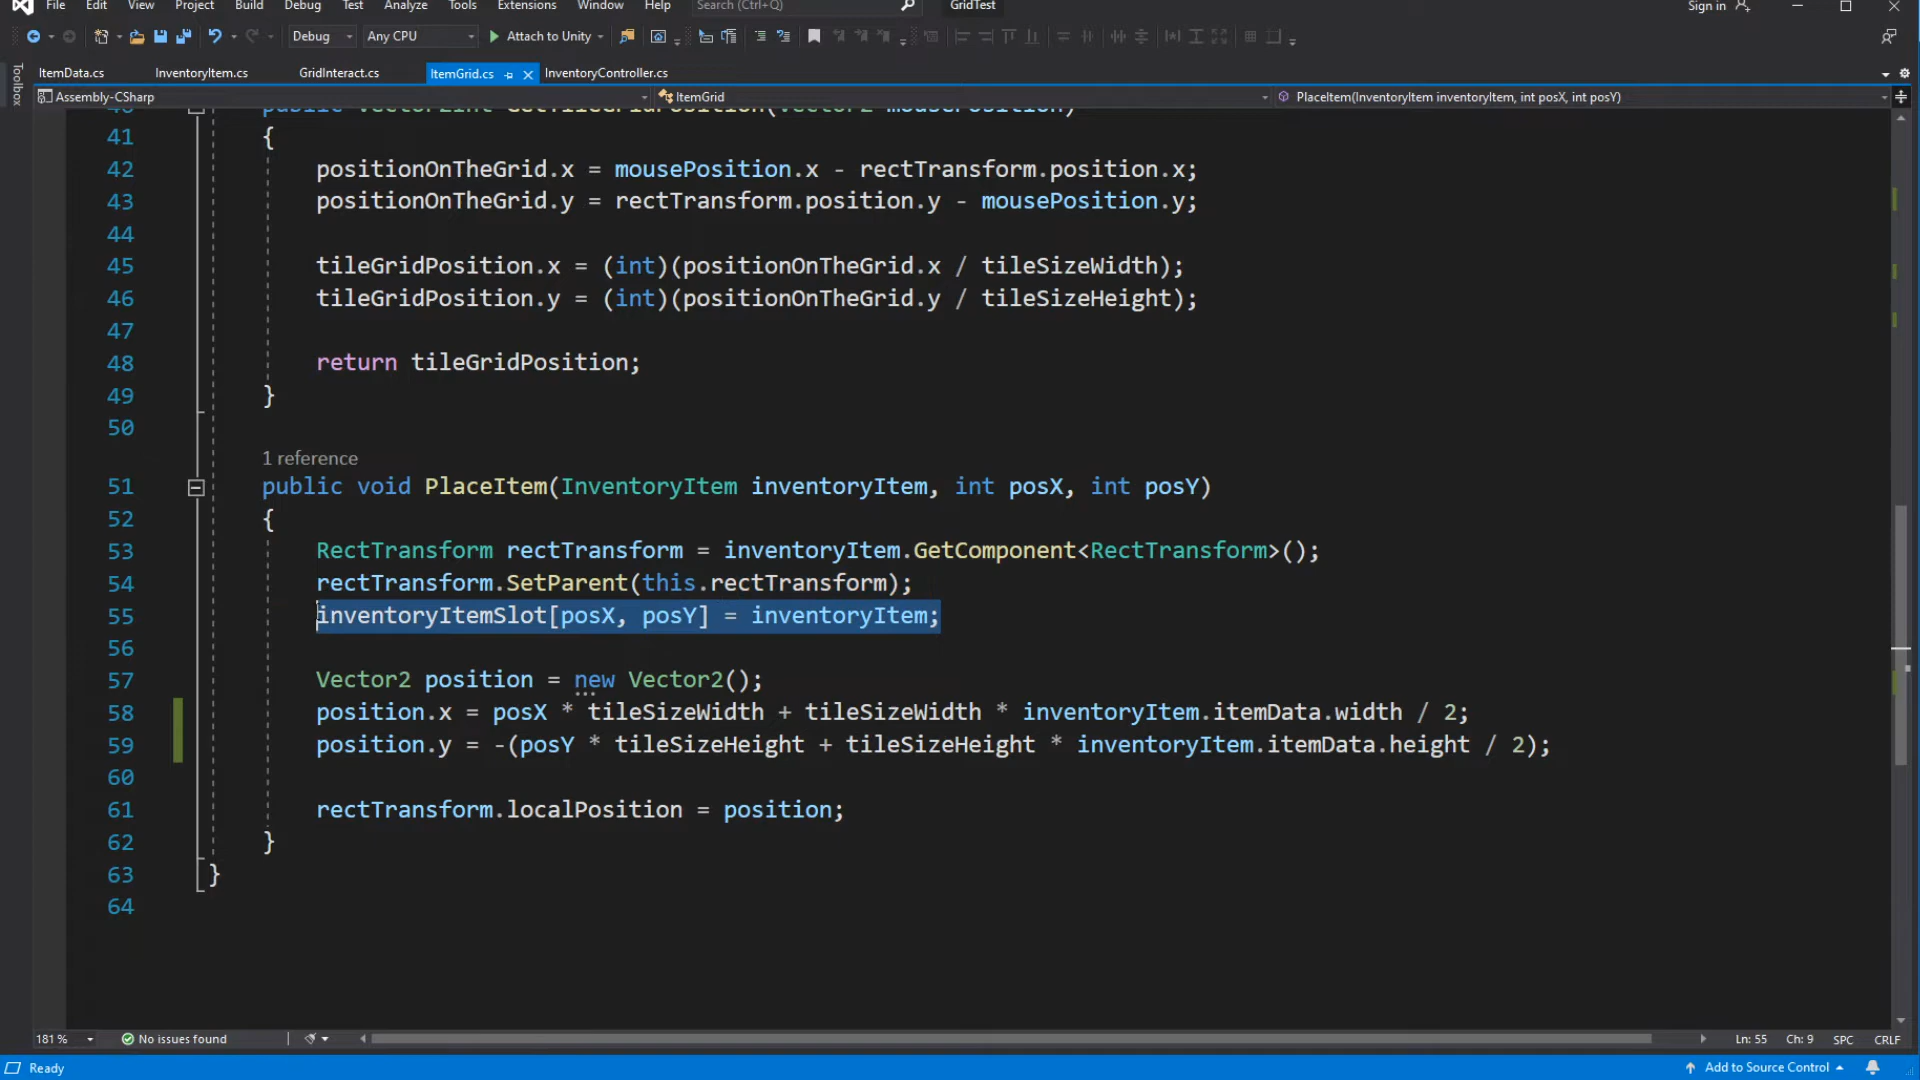 File Edit View Project Build Debug Test Analyze Tools Extensions Window Help Search (Ctrl+Q) GridTest Sign in
Debug Any CPU Attach to Unity
Toolbox
ItemData.cs InventoryItem.cs GridInteract.cs ItemGrid.cs InventoryController.cs
Assembly-CSharp ItemGrid PlaceItem(InventoryItem inventoryItem, int posX, int posY)
40 public Vector2Int GetTileGridPosition(Vector2 mousePosition)
41 {
42 positionOnTheGrid.x = mousePosition.x - rectTransform.position.x;
43 positionOnTheGrid.y = rectTransform.position.y - mousePosition.y;
44
45 tileGridPosition.x = (int)(positionOnTheGrid.x / tileSizeWidth);
46 tileGridPosition.y = (int)(positionOnTheGrid.y / tileSizeHeight);
47
48 return tileGridPosition;
49 }
50
1 reference
51 public void PlaceItem(InventoryItem inventoryItem, int posX, int posY)
52 {
53 RectTransform rectTransform = inventoryItem.GetComponent<RectTransform>();
54 rectTransform.SetParent(this.rectTransform);
55 inventoryItemSlot[posX, posY] = inventoryItem;
56
57 Vector2 position = new Vector2();
58 position.x = posX * tileSizeWidth + tileSizeWidth * inventoryItem.itemData.width / 2;
59 position.y = -(posY * tileSizeHeight + tileSizeHeight * inventoryItem.itemData.height / 2);
60
61 rectTransform.localPosition = position;
62 }
63 }
64
181 % No issues found Ln: 55 Ch: 9 SPC CRLF
Ready Add to Source Control